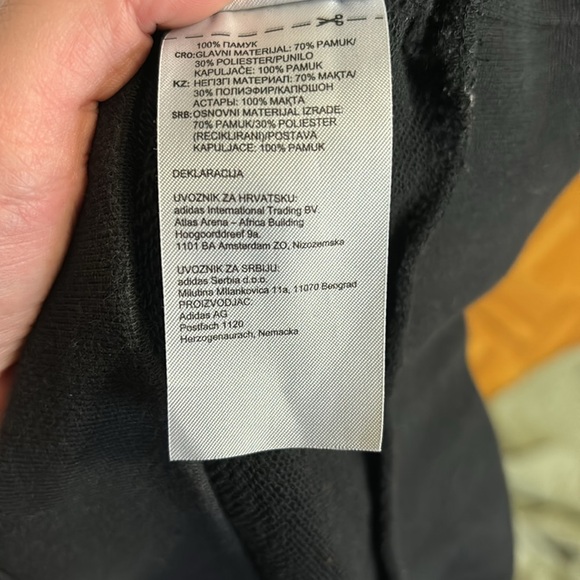 100% ПАМУК
CRO: GLAVNI MATERIJAL: 70% PAMUK/
30% POLIESTER/PUNILO
KAPULJAČE: 100% PAMUK
KZ: НЕГІЗГІ МАТЕРИАЛ: 70% МАҚТА/
30% ПОЛИЭФИР/КАПЮШОН
АСТАРЫ: 100% МАҚТА
SRB: OSNOVNI MATERIJAL IZRADE:
70% PAMUK/30% POLIESTER
(RECIKLIRANI)/POSTAVA
KAPULJACE: 100% PAMUK
DEKLARACIJA
UVOZNIK ZA HRVATSKU:
adidas International Trading BV
Atlas Arena – Africa Building
Hoogoorddreef 9a,
1101 BA Amsterdam ZO, Nizozemska
UVOZNIK ZA SRBIJU:
adidas Serbia d.o.o.
Milutina Milankovica 11a, 11070 Beograd
PROIZVODJAC:
Adidas AG
Postfach 1120
Herzogenaurach, Nemacka